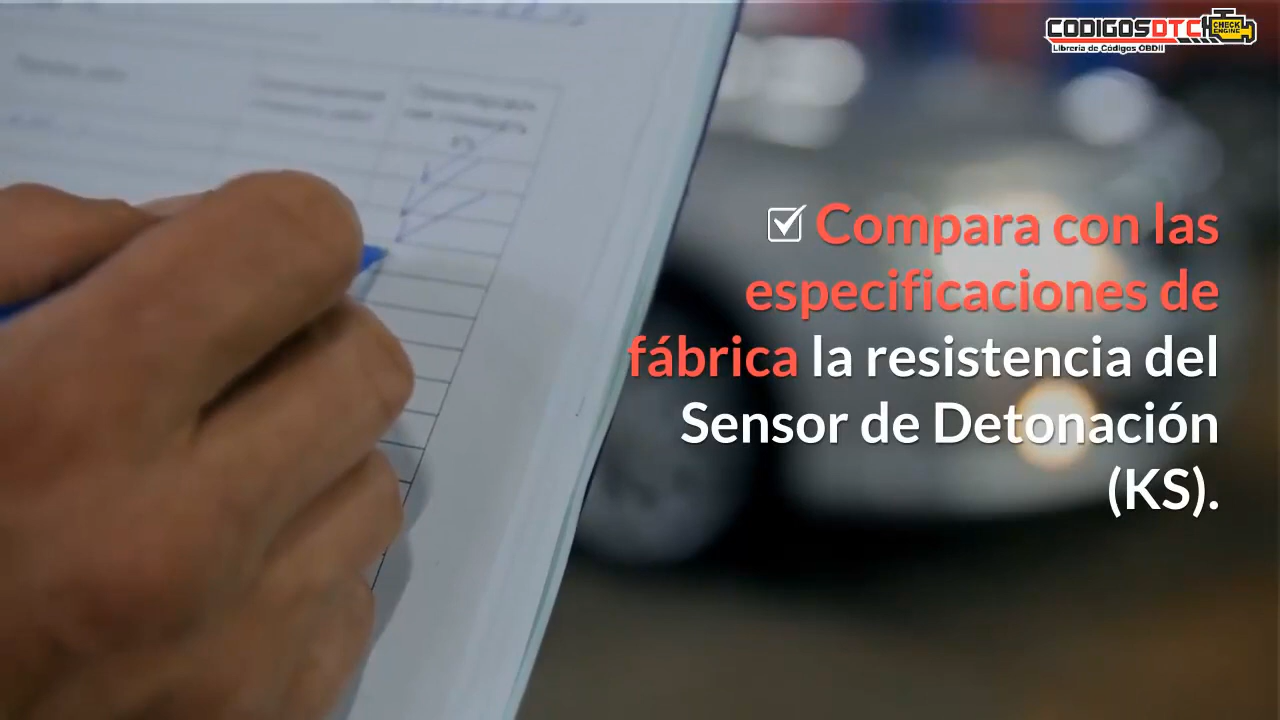 CODIGOSDTC
CHECK
ENGINE
Librería de Códigos OBDII
☑ Compara con las
especificaciones de
fábrica la resistencia del
Sensor de Detonación
(KS).